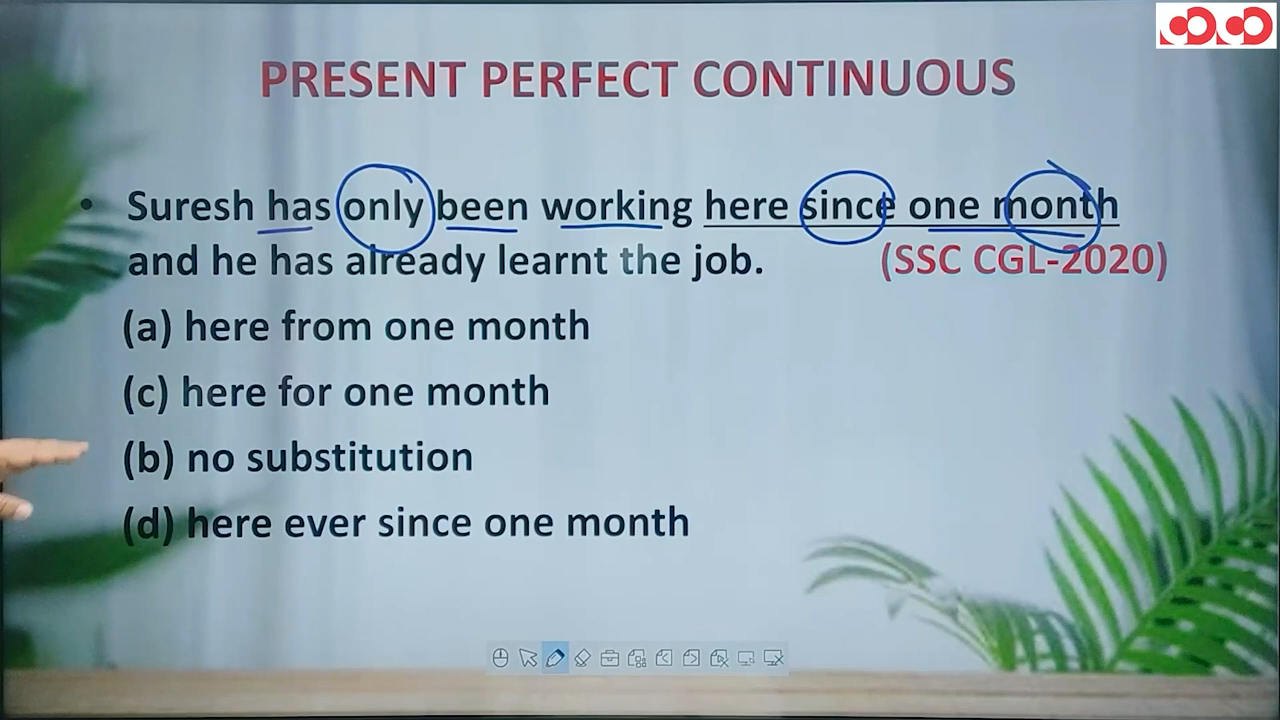 PRESENT PERFECT CONTINUOUS
• Suresh has only been working here since one month
and he has already learnt the job. (SSC CGL-2020)
(a) here from one month
(c) here for one month
(b) no substitution
(d) here ever since one month